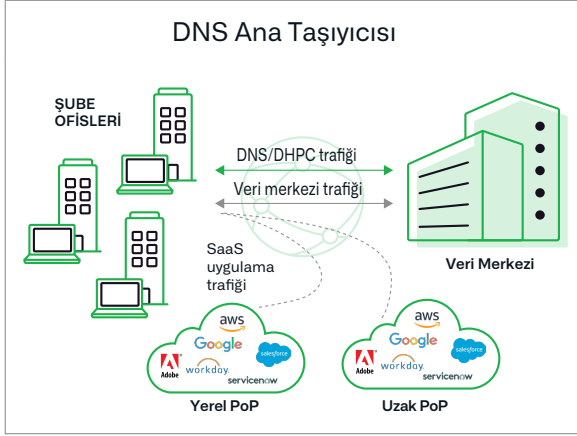 DNS Ana Taşıyıcısı
ŞUBE
OFİSLERİ
DNS/DHPC trafiği
Veri merkezi trafiği
SaaS
uygulama
trafiği
Veri Merkezi
aws
Google
salesforce
Adobe
workday.
servicenow
Yerel PoP
aws
Google
salesforce
Adobe
workday.
servicenow
Uzak PoP